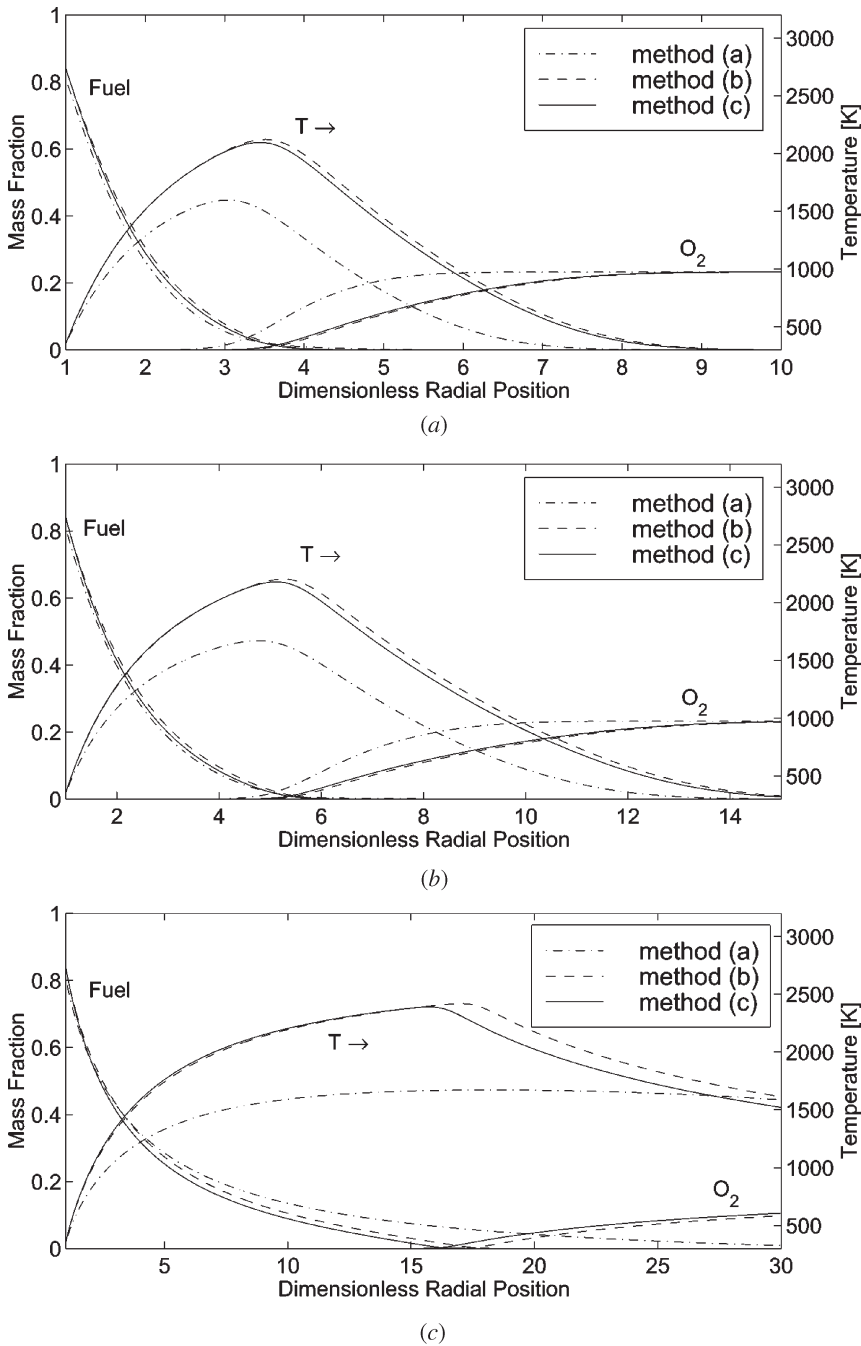 1
0.8
0.6
0.4
0.2
0
Mass Fraction
Fuel
T →
O2
method (a)
method (b)
method (c)
3000
2500
2000
1500
1000
500
Temperature [K]
1 2 3 4 5 6 7 8 9 10
Dimensionless Radial Position
(a)
1
0.8
0.6
0.4
0.2
0
Mass Fraction
Fuel
T →
O2
method (a)
method (b)
method (c)
3000
2500
2000
1500
1000
500
Temperature [K]
2 4 6 8 10 12 14
Dimensionless Radial Position
(b)
1
0.8
0.6
0.4
0.2
0
Mass Fraction
Fuel
T →
O2
method (a)
method (b)
method (c)
3000
2500
2000
1500
1000
500
Temperature [K]
5 10 15 20 25 30
Dimensionless Radial Position
(c)